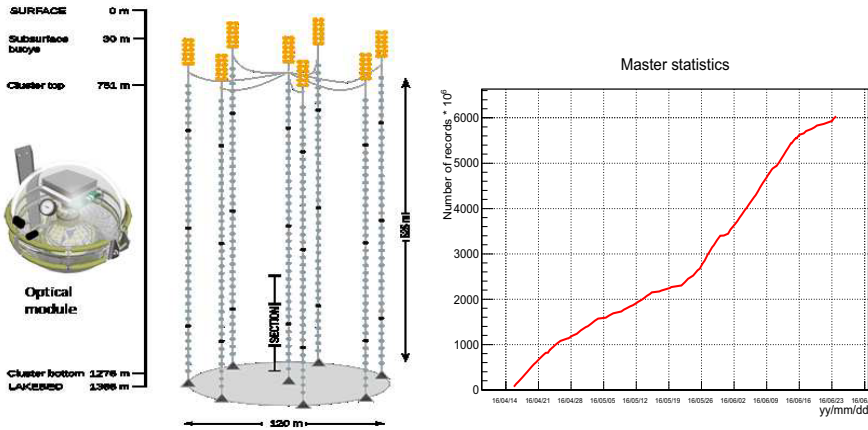 SURFACE 0 m
Subsurface 30 m
buoys
Cluster top 751 m
Optical
module
SECTION
525 m
Cluster bottom 1276 m
LAKEBED 1366 m
120 m
Master statistics
Number of records * 10⁶
6000
5000
4000
3000
2000
1000
0
16/04/14 16/04/21 16/04/28 16/05/05 16/05/12 16/05/19 16/05/26 16/06/02 16/06/09 16/06/16 16/06/23
yy/mm/dd